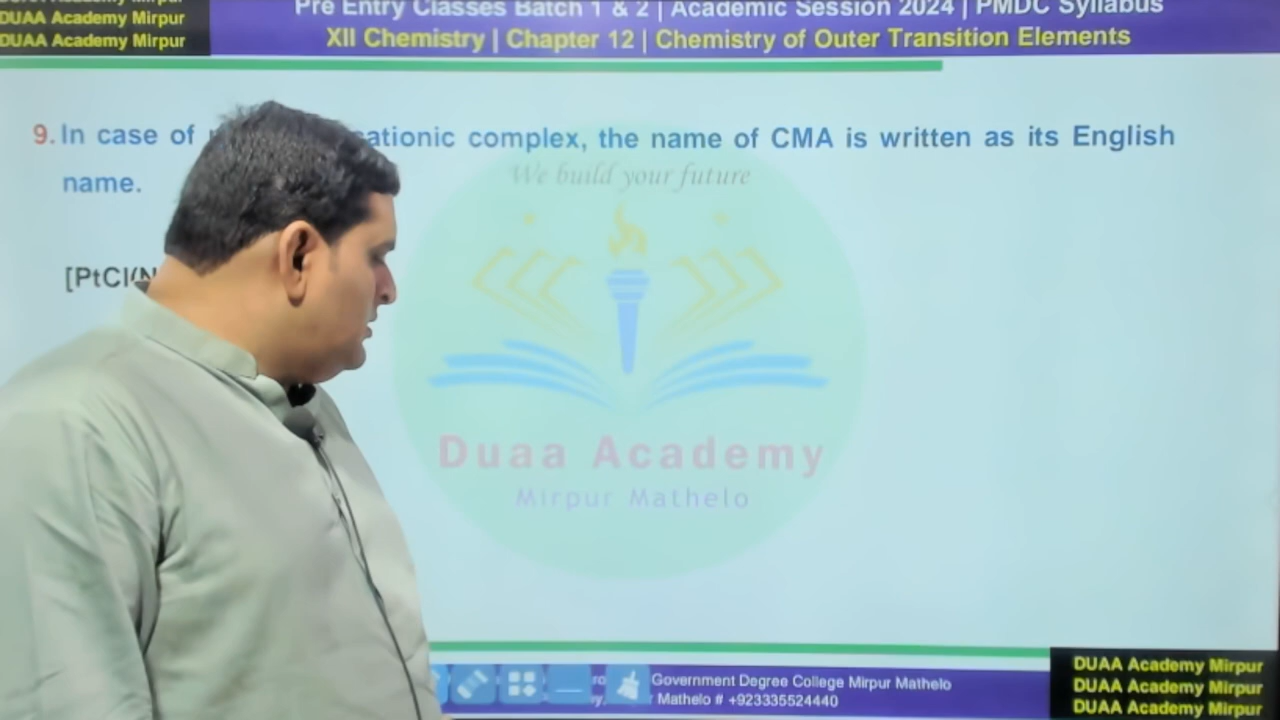 DUAA Academy Mirpur
DUAA Academy Mirpur
Pre Entry Classes Batch 1 & 2 | Academic Session 2024 | PMDC Syllabus
XII Chemistry | Chapter 12 | Chemistry of Outer Transition Elements
9. In case of cationic complex, the name of CMA is written as its English
name.
We build your future
[PtCl(N
Duaa Academy
Mirpur Mathelo
Government Degree College Mirpur Mathelo
Mathelo # +923335524440
DUAA Academy Mirpur
DUAA Academy Mirpur
DUAA Academy Mirpur